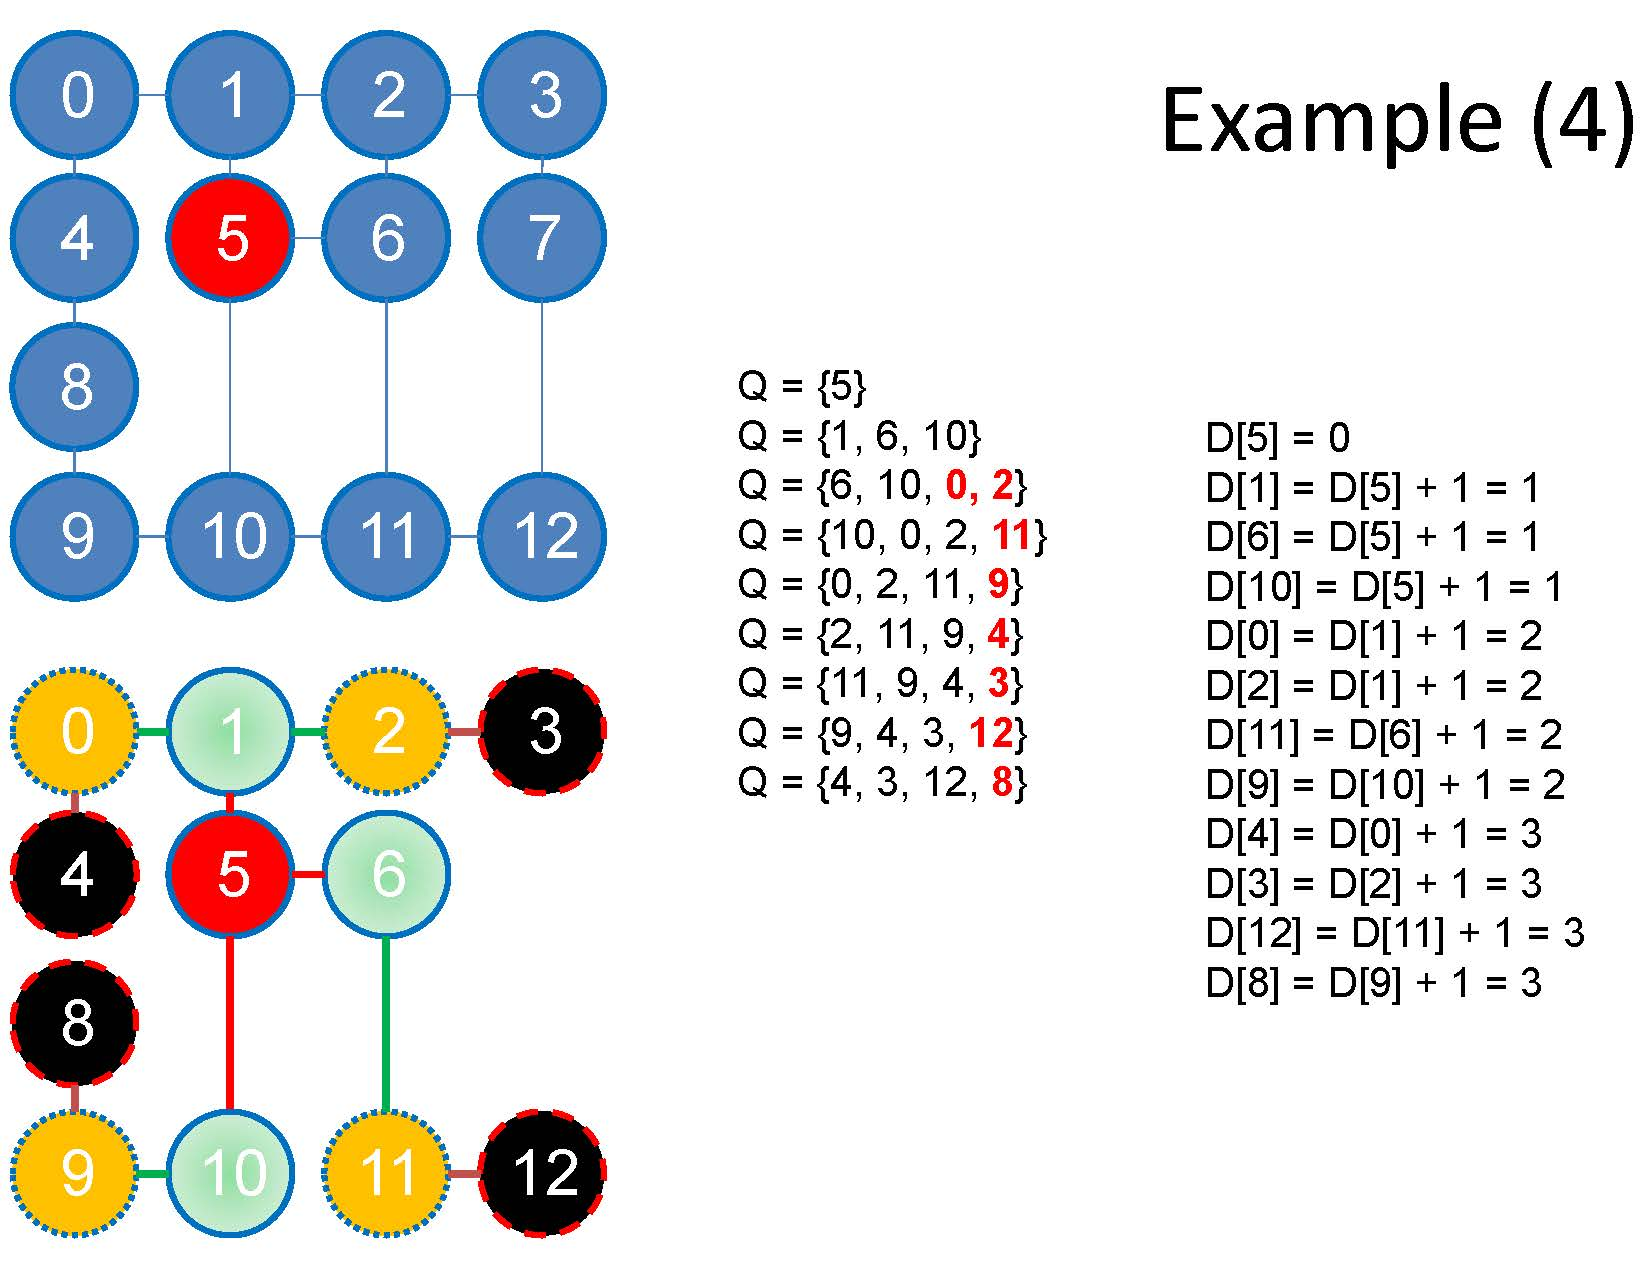 Example (4)
0 1 2 3
4 5 6 7
8
9 10 11 12
0 1 2 3
4 5 6
8
9 10 11 12
Q = {5}
Q = {1, 6, 10}
Q = {6, 10, 0, 2}
Q = {10, 0, 2, 11}
Q = {0, 2, 11, 9}
Q = {2, 11, 9, 4}
Q = {11, 9, 4, 3}
Q = {9, 4, 3, 12}
Q = {4, 3, 12, 8}
D[5] = 0
D[1] = D[5] + 1 = 1
D[6] = D[5] + 1 = 1
D[10] = D[5] + 1 = 1
D[0] = D[1] + 1 = 2
D[2] = D[1] + 1 = 2
D[11] = D[6] + 1 = 2
D[9] = D[10] + 1 = 2
D[4] = D[0] + 1 = 3
D[3] = D[2] + 1 = 3
D[12] = D[11] + 1 = 3
D[8] = D[9] + 1 = 3